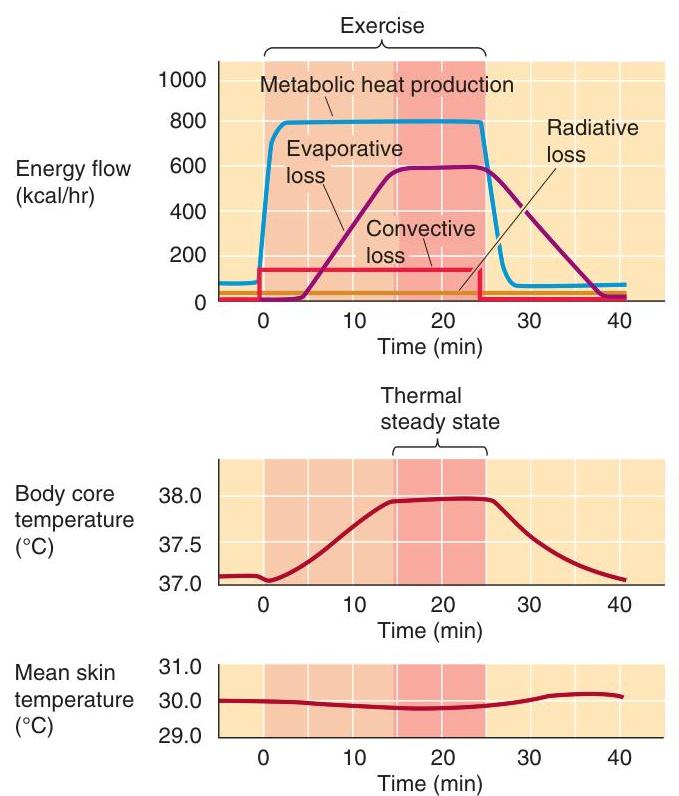 Exercise
1000
Metabolic heat production
800
Radiative
loss
Evaporative
loss
Energy flow
(kcal/hr)
600
400
Convective
loss
200
0
0 10 20 30 40
Time (min)
Thermal
steady state
Body core
temperature
(°C)
38.0
37.5
37.0
0 10 20 30 40
Time (min)
Mean skin
temperature
(°C)
31.0
30.0
29.0
0 10 20 30 40
Time (min)